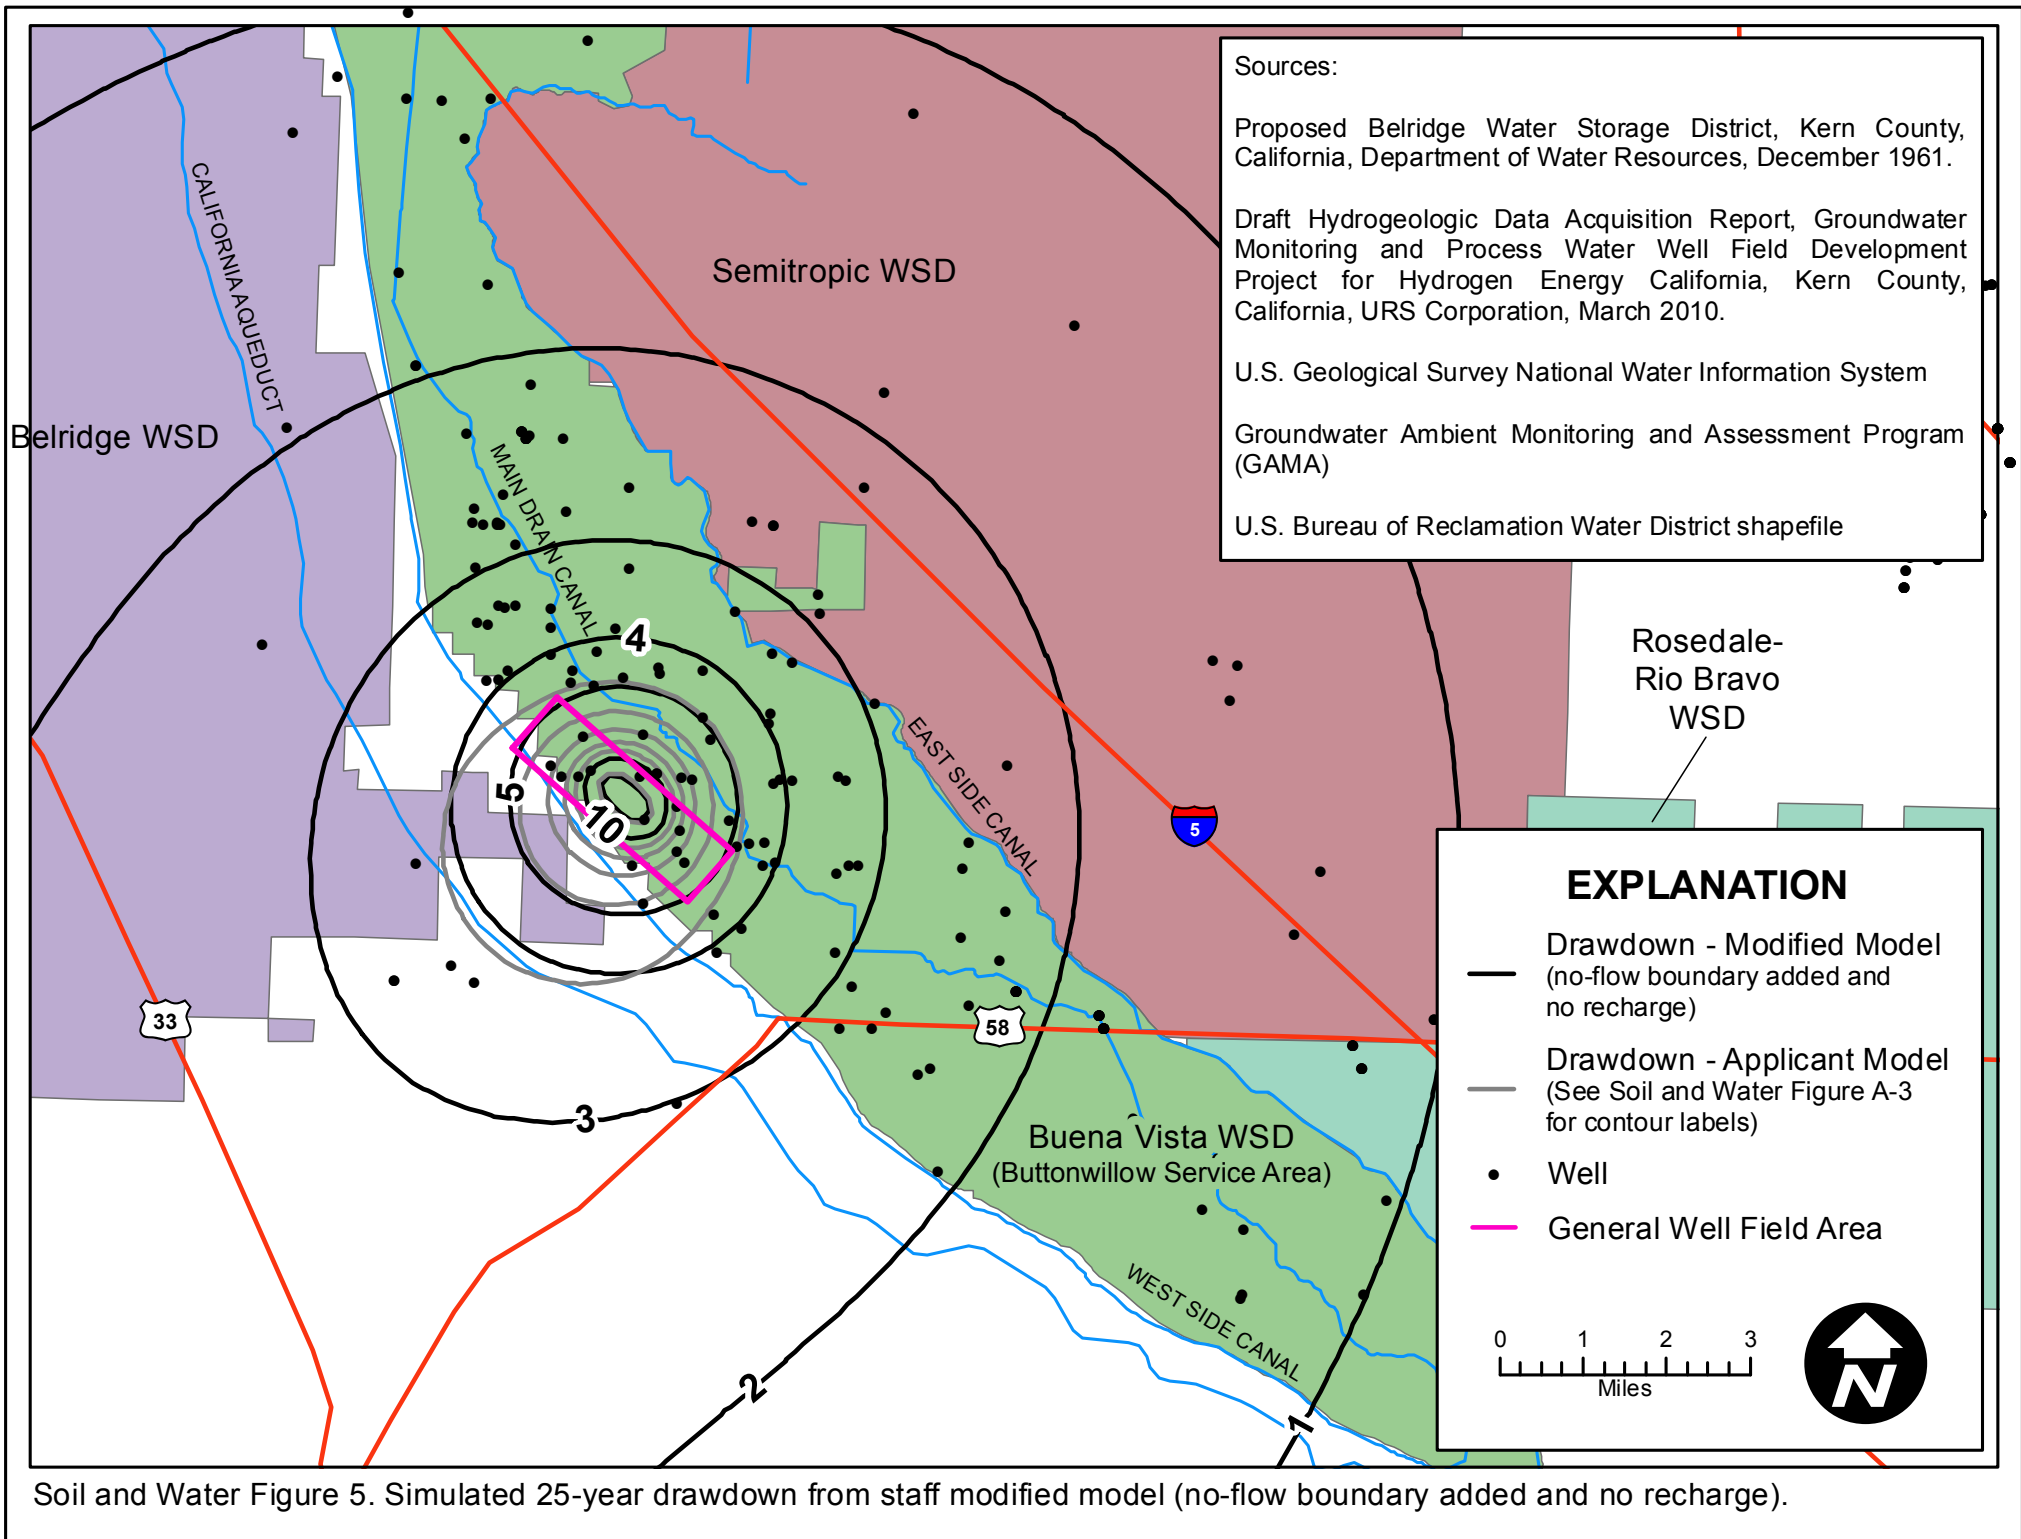 Sources:
Proposed Belridge Water Storage District, Kern County,
California, Department of Water Resources, December 1961.
Draft Hydrogeologic Data Acquisition Report, Groundwater
Monitoring and Process Water Well Field Development
Project for Hydrogen Energy California, Kern County,
California, URS Corporation, March 2010.
U.S. Geological Survey National Water Information System
Groundwater Ambient Monitoring and Assessment Program
(GAMA)
U.S. Bureau of Reclamation Water District shapefile
CALIFORNIA AQUEDUCT
Semitropic WSD
Belridge WSD
MAIN DRAIN CANAL
4
Rosedale-
Rio Bravo
WSD
EAST SIDE CANAL
5
10
5
33
58
3
Buena Vista WSD
(Buttonwillow Service Area)
WEST SIDE CANAL
2
1
EXPLANATION
Drawdown - Modified Model
(no-flow boundary added and
no recharge)
Drawdown - Applicant Model
(See Soil and Water Figure A-3
for contour labels)
Well
General Well Field Area
0 1 2 3
Miles
N
Soil and Water Figure 5. Simulated 25-year drawdown from staff modified model (no-flow boundary added and no recharge).